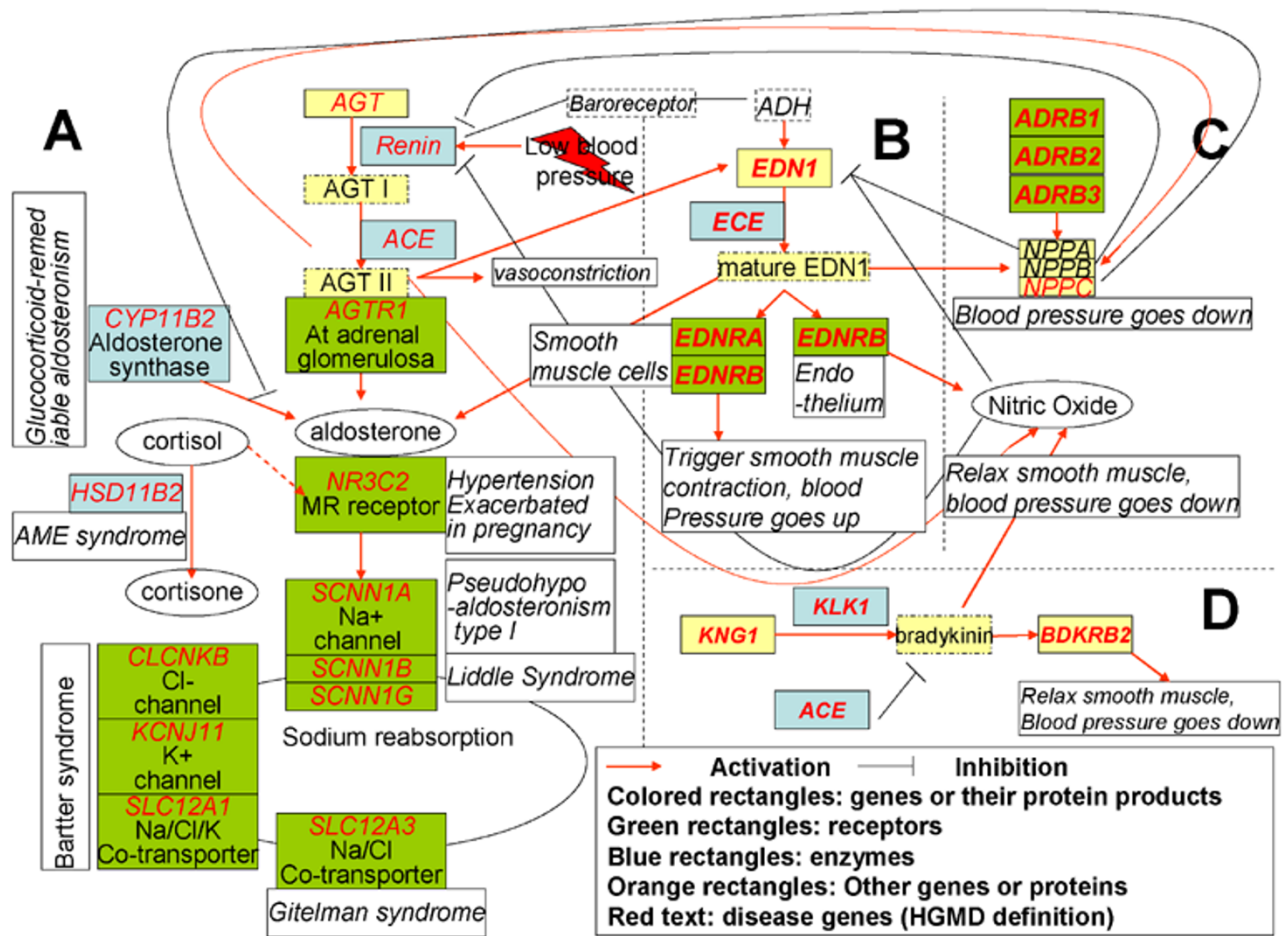 A
AGT
Renin
AGT I
ACE
AGT II
AGTR1
At adrenal
glomerulosa
vasoconstriction
Baroreceptor
ADH
Low blood
pressure
Glucocorticoid-remed
iable aldosteronism
CYP11B2
Aldosterone
synthase
cortisol
aldosterone
HSD11B2
AME syndrome
cortisone
NR3C2
MR receptor
Hypertension
Exacerbated
in pregnancy
SCNN1A
Na+
channel
Pseudohypo
-aldosteronism
type I
SCNN1B
SCNN1G
Liddle Syndrome
Sodium reabsorption
Bartter syndrome
CLCNKB
Cl-
channel
KCNJ11
K+
channel
SLC12A1
Na/Cl/K
Co-transporter
SLC12A3
Na/Cl
Co-transporter
Gitelman syndrome
B
EDN1
ECE
mature EDN1
Smooth
muscle cells
EDNRA
EDNRB
EDNRB
Endo
-thelium
Trigger smooth muscle
contraction, blood
Pressure goes up
C
ADRB1
ADRB2
ADRB3
NPPA
NPPB
NPPC
Blood pressure goes down
Nitric Oxide
Relax smooth muscle,
blood pressure goes down
D
KNG1
KLK1
bradykinin
BDKRB2
ACE
Relax smooth muscle,
Blood pressure goes down
Activation
Inhibition
Colored rectangles: genes or their protein products
Green rectangles: receptors
Blue rectangles: enzymes
Orange rectangles: Other genes or proteins
Red text: disease genes (HGMD definition)